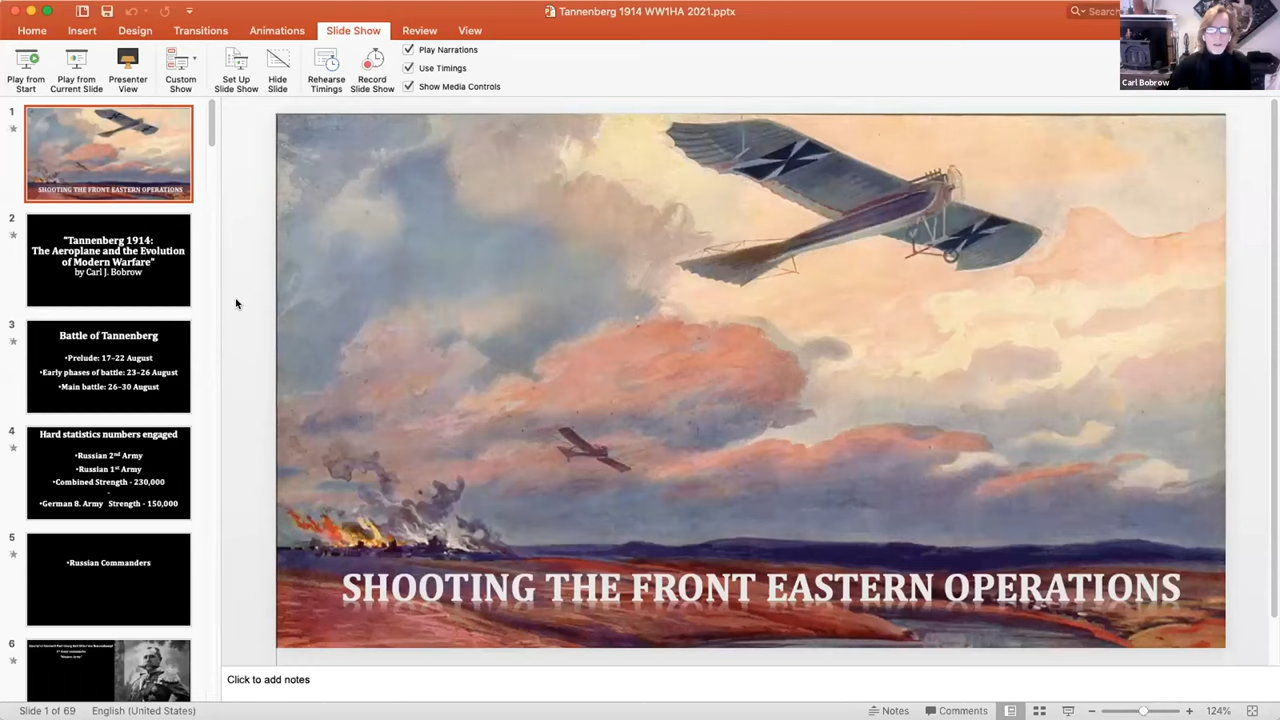 Tannenberg 1914 WW1HA 2021.pptx
Search
Home Insert Design Transitions Animations Slide Show Review View
Play from Start
Play from Current Slide
Presenter View
Custom Show
Set Up Slide Show
Hide Slide
Rehearse Timings
Record Slide Show
Play Narrations
Use Timings
Show Media Controls
Carl Bobrow
1
SHOOTING THE FRONT EASTERN OPERATIONS
2
"Tannenberg 1914:
The Aeroplane and the Evolution
of Modern Warfare"
by Carl J. Bobrow
3
Battle of Tannenberg
•Prelude: 17–22 August
•Early phases of battle: 23–26 August
•Main battle: 26–30 August
4
Hard statistics numbers engaged
•Russian 2nd Army
•Russian 1st Army
•Combined Strength - 230,000
•German 8. Army Strength - 150,000
5
•Russian Commanders
6
SHOOTING THE FRONT EASTERN OPERATIONS
Click to add notes
Slide 1 of 69 English (United States) Notes Comments 124%